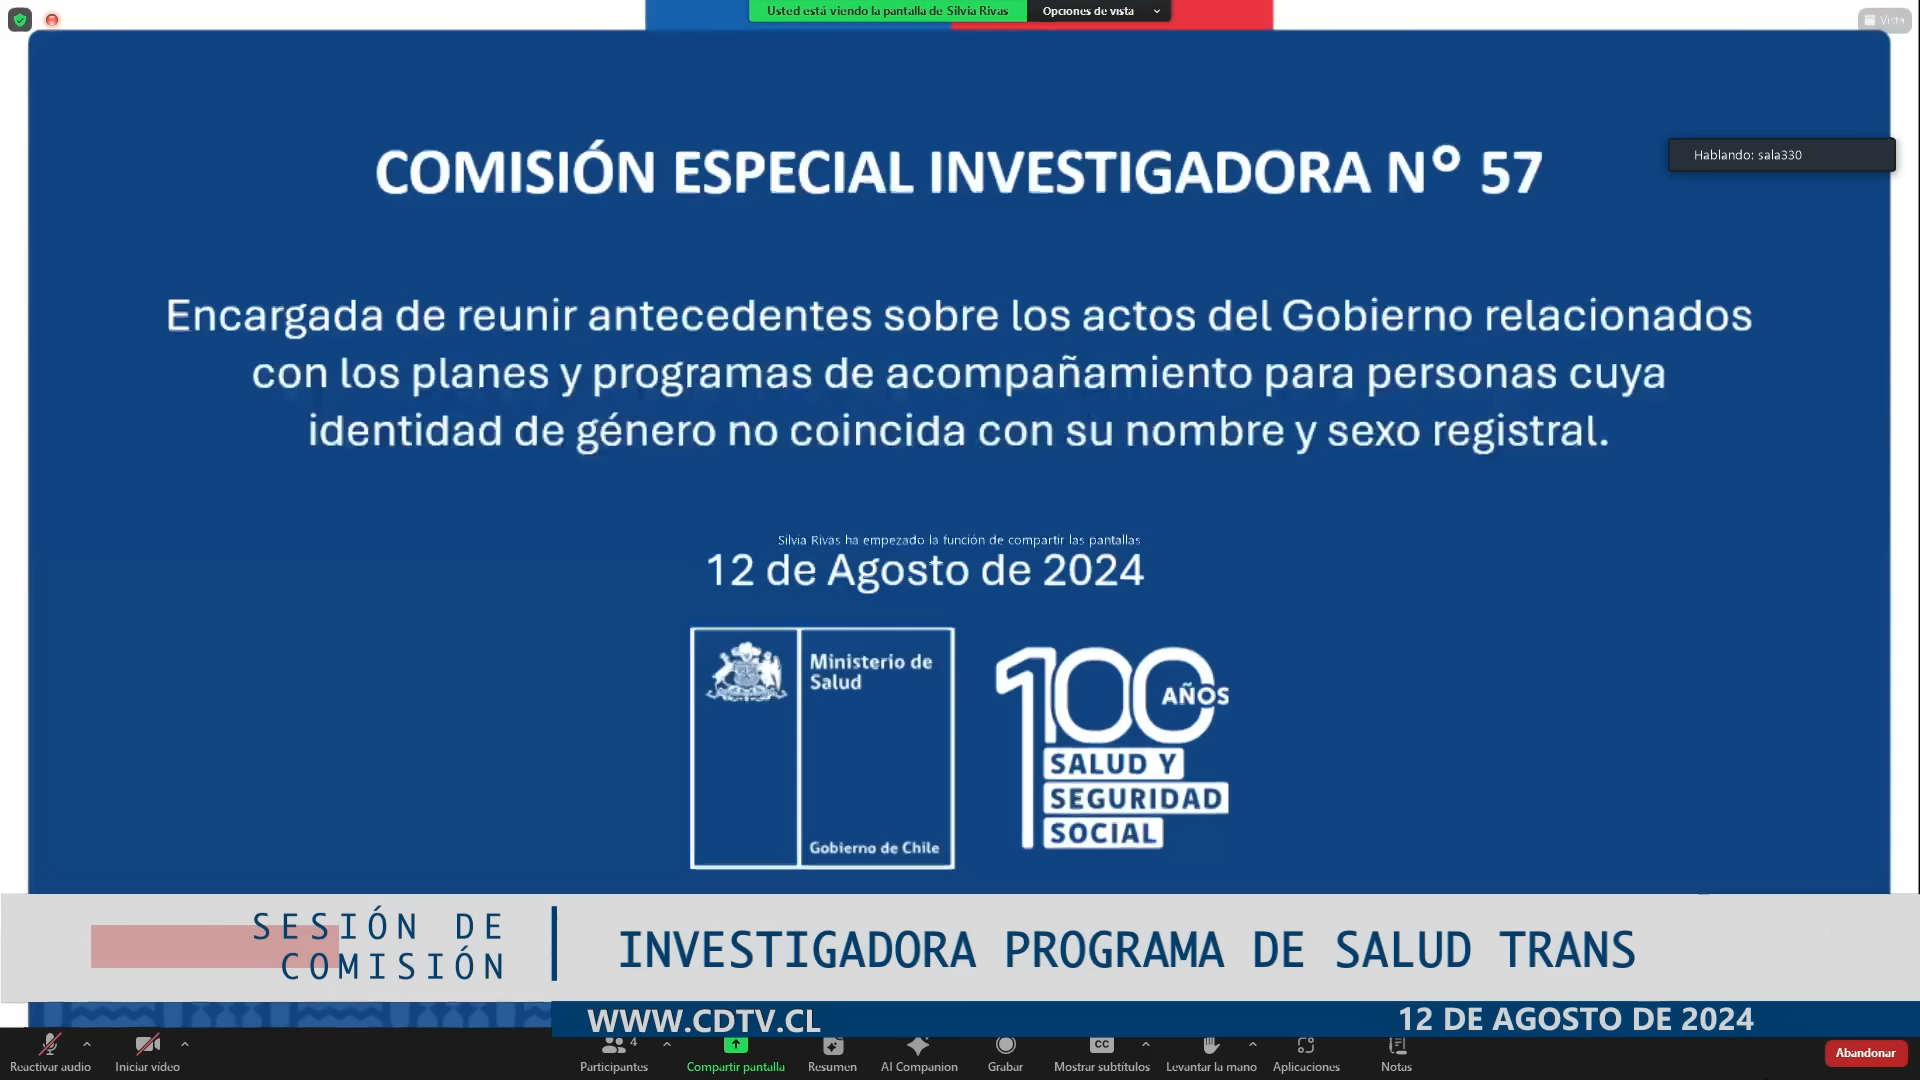 Usted está viendo la pantalla de Silvia Rivas
Opciones de vista
Vista
COMISIÓN ESPECIAL INVESTIGADORA Nº 57
Hablando: sala330
Encargada de reunir antecedentes sobre los actos del Gobierno relacionados
con los planes y programas de acompañamiento para personas cuya
identidad de género no coincida con su nombre y sexo registral.
Silvia Rivas ha empezado la función de compartir las pantallas
12 de Agosto de 2024
Ministerio de
Salud
Gobierno de Chile
100
AÑOS
SALUD Y
SEGURIDAD
SOCIAL
SESIÓN DE
COMISIÓN
INVESTIGADORA PROGRAMA DE SALUD TRANS
WWW.CDTV.CL
12 DE AGOSTO DE 2024
Reactivar audio
Iniciar video
4
Participantes
Compartir pantalla
Resumen
AI Companion
Grabar
CC
Mostrar subtítulos
Levantar la mano
Aplicaciones
Notas
Abandonar